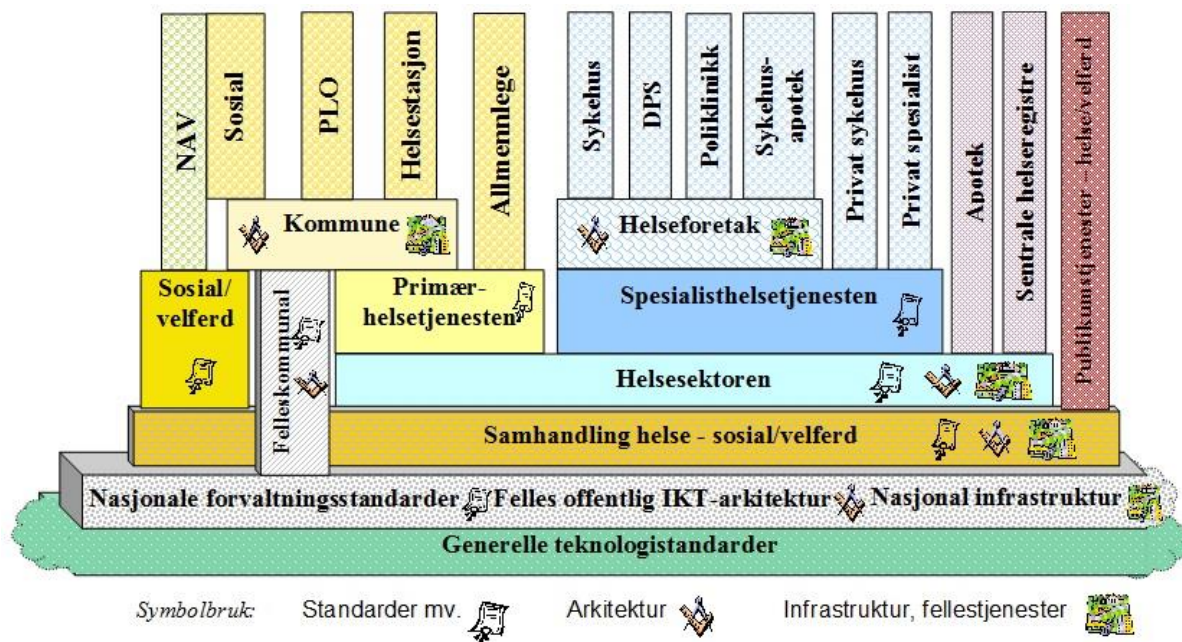 NAV
Sosial
PLO
Helsestasjon
Allmennlege
Sykehus
DPS
Poliklinikk
Sykehus-
apotek
Privat sykehus
Privat spesialist
Apotek
Sentrale helseregistre
Publikumstjenester – helse/velferd
Kommune
Helseforetak
Sosial/
velferd
Felleskommunal
Primær-
helsetjenesten
Spesialisthelsetjenesten
Helsesektoren
Samhandling helse - sosial/velferd
Nasjonale forvaltningsstandarder
Felles offentlig IKT-arkitektur
Nasjonal infrastruktur
Generelle teknologistandarder
Symbolbruk:
Standarder mv.
Arkitektur
Infrastruktur, fellestjenester